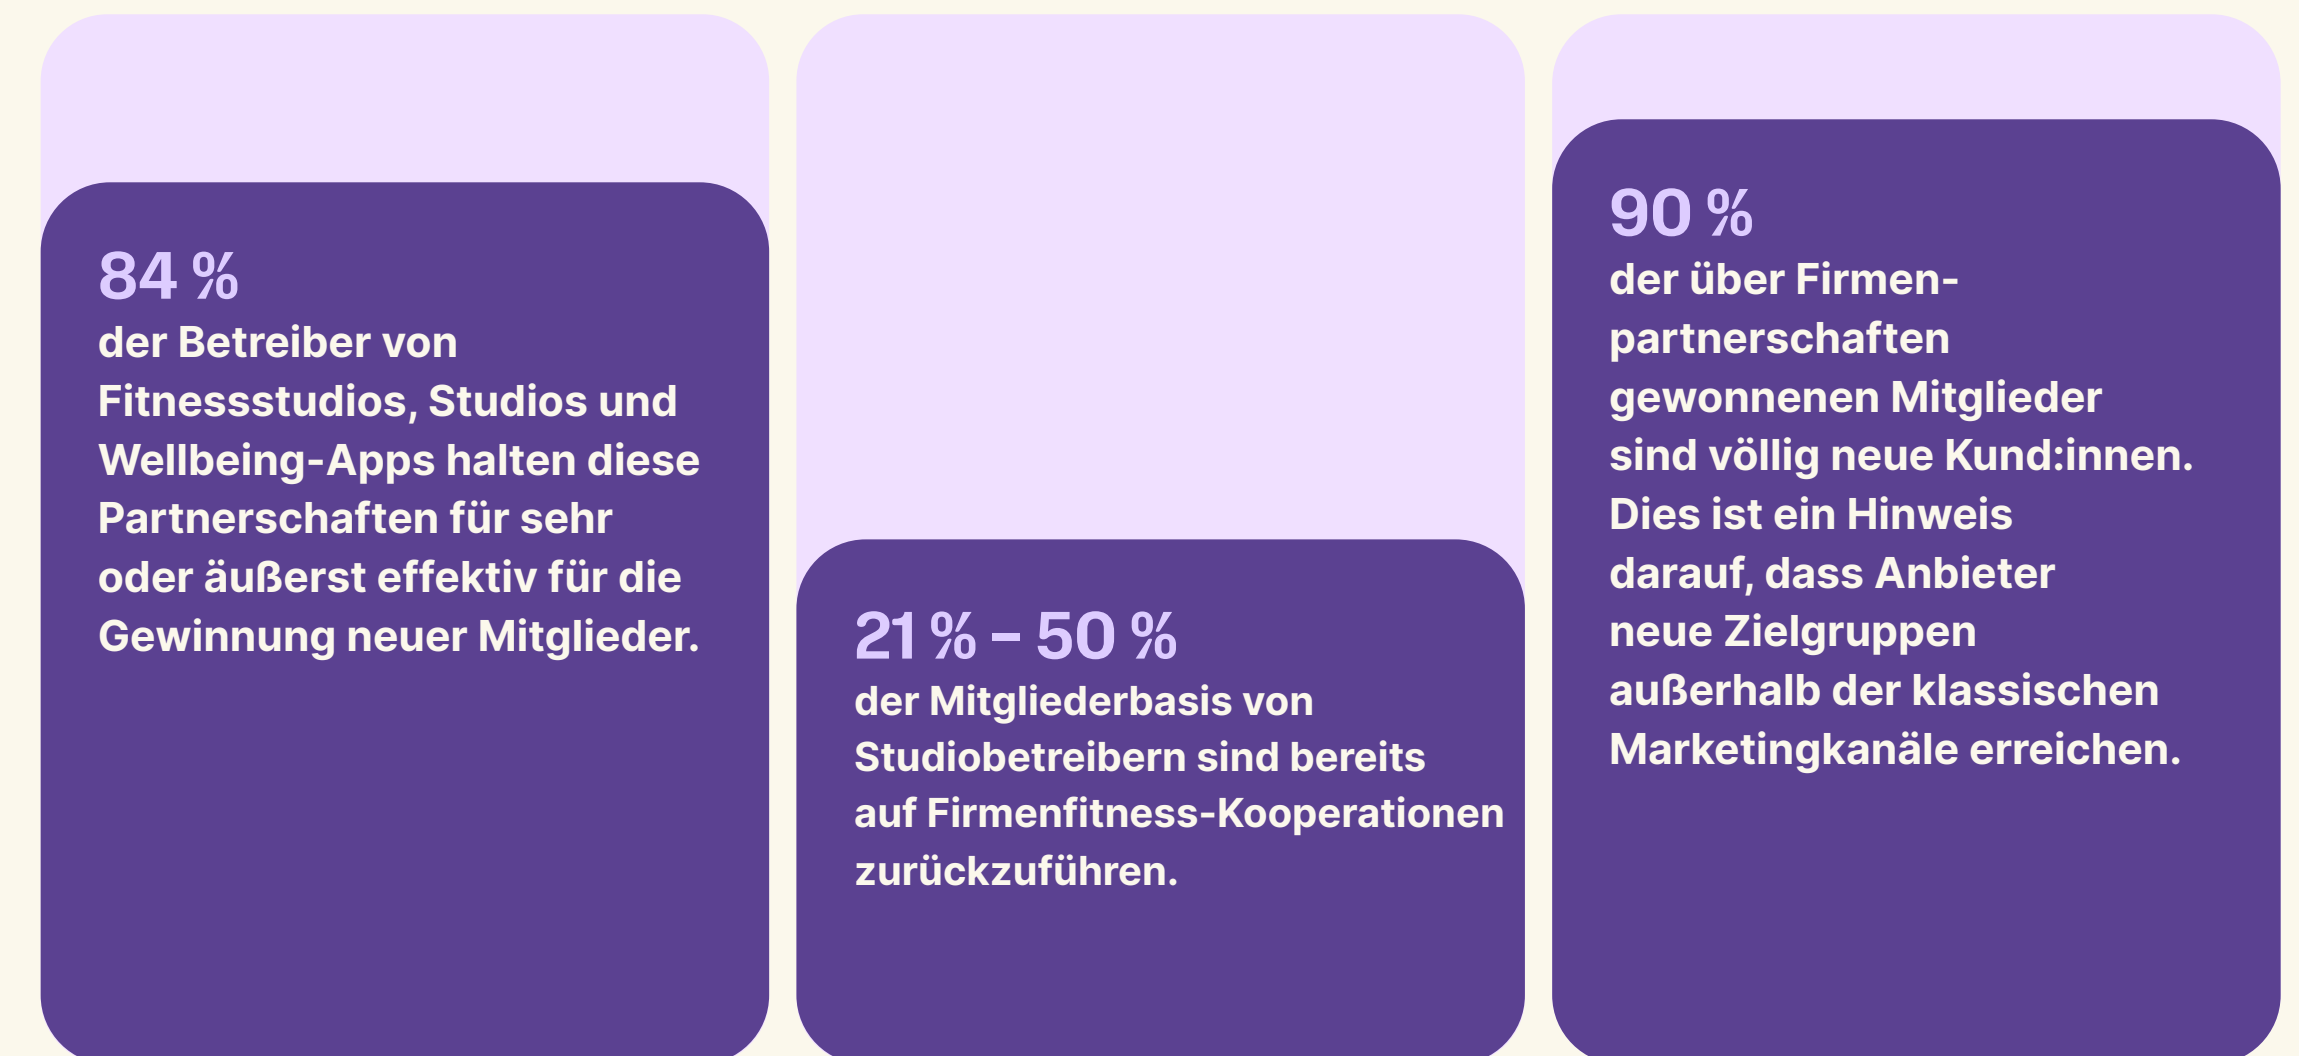 84 %
der Betreiber von
Fitnessstudios, Studios und
Wellbeing-Apps halten diese
Partnerschaften für sehr
oder äußerst effektiv für die
Gewinnung neuer Mitglieder.
21 % – 50 %
der Mitgliederbasis von
Studiobetreibern sind bereits
auf Firmenfitness-Kooperationen
zurückzuführen.
90 %
der über Firmen-
partnerschaften
gewonnenen Mitglieder
sind völlig neue Kund:innen.
Dies ist ein Hinweis
darauf, dass Anbieter
neue Zielgruppen
außerhalb der klassischen
Marketingkanäle erreichen.